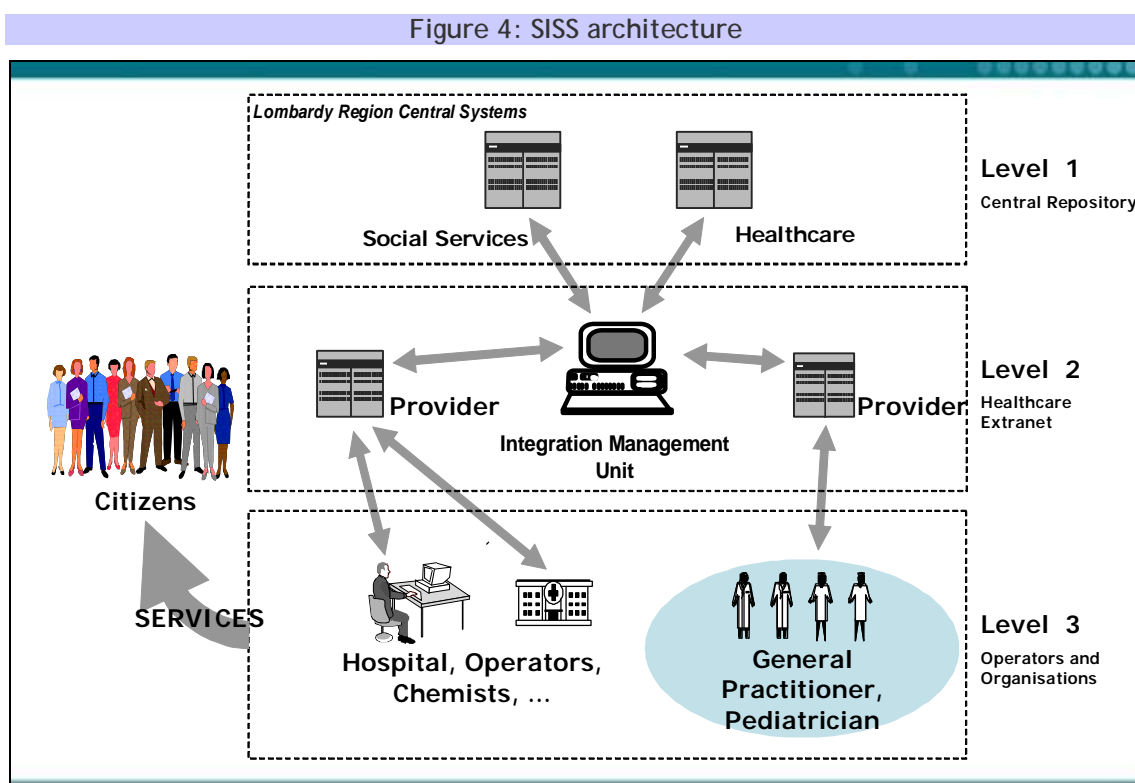 Figure 4: SISS architecture
Lombardy Region Central Systems
Social Services
Healthcare
Level 1
Central Repository
Provider
Integration Management
Unit
Provider
Level 2
Healthcare
Extranet
Citizens
SERVICES
Hospital, Operators,
Chemists, ...
General
Practitioner,
Pediatrician
Level 3
Operators and
Organisations